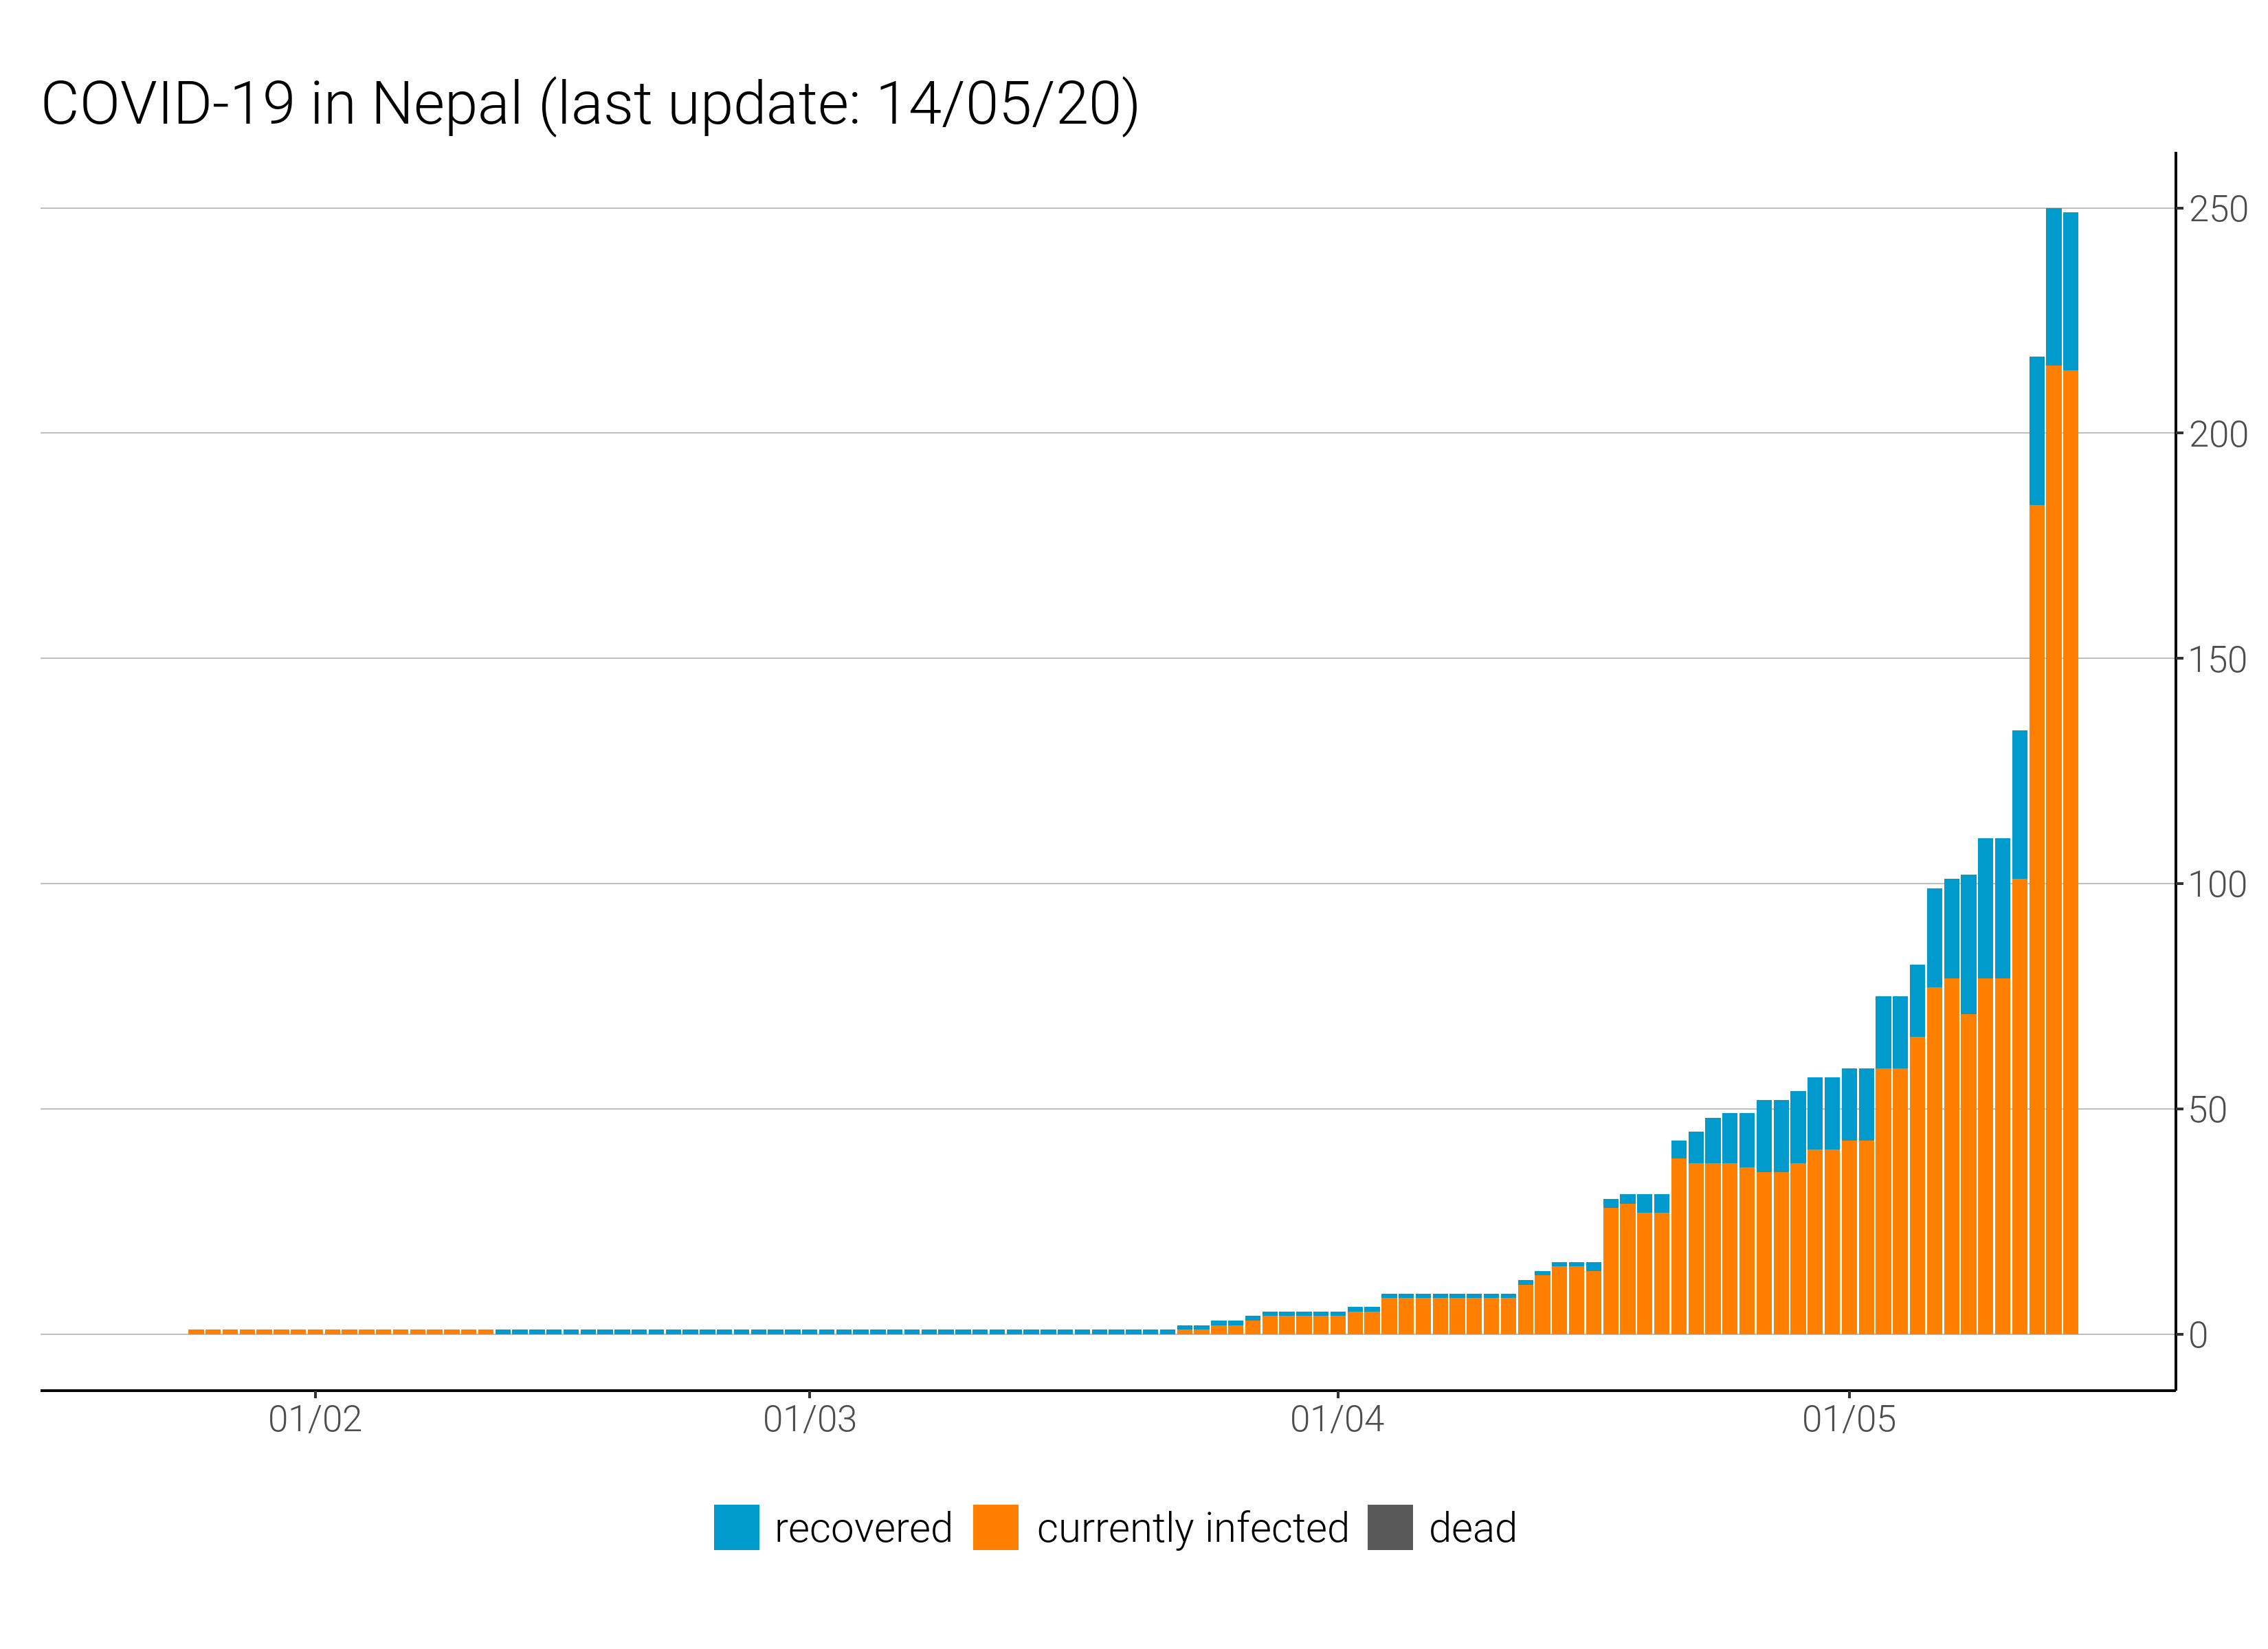 COVID-19 in Nepal (last update: 14/05/20)
250
200
150
100
50
0
01/02 01/03 01/04 01/05
recovered currently infected dead